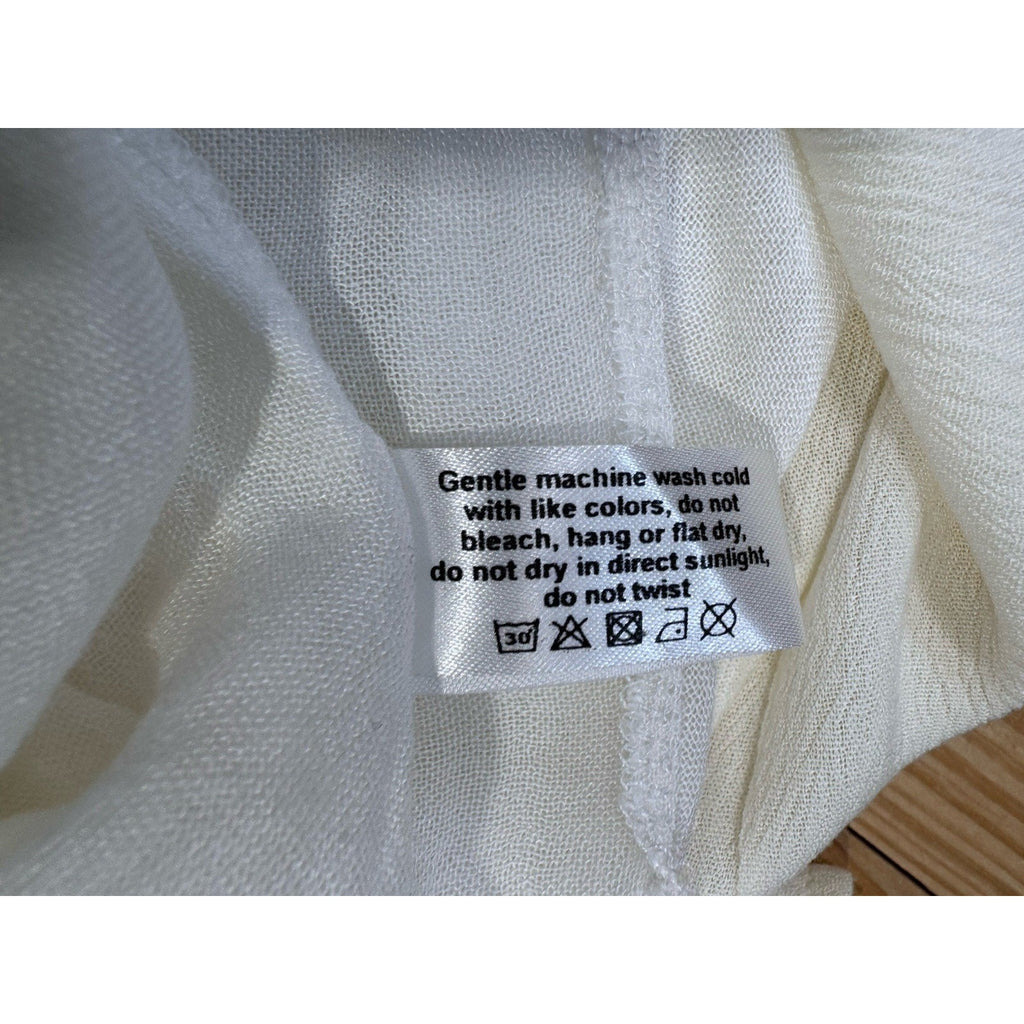 Gentle machine wash cold
with like colors, do not
bleach, hang or flat dry,
do not dry in direct sunlight,
do not twist
30°